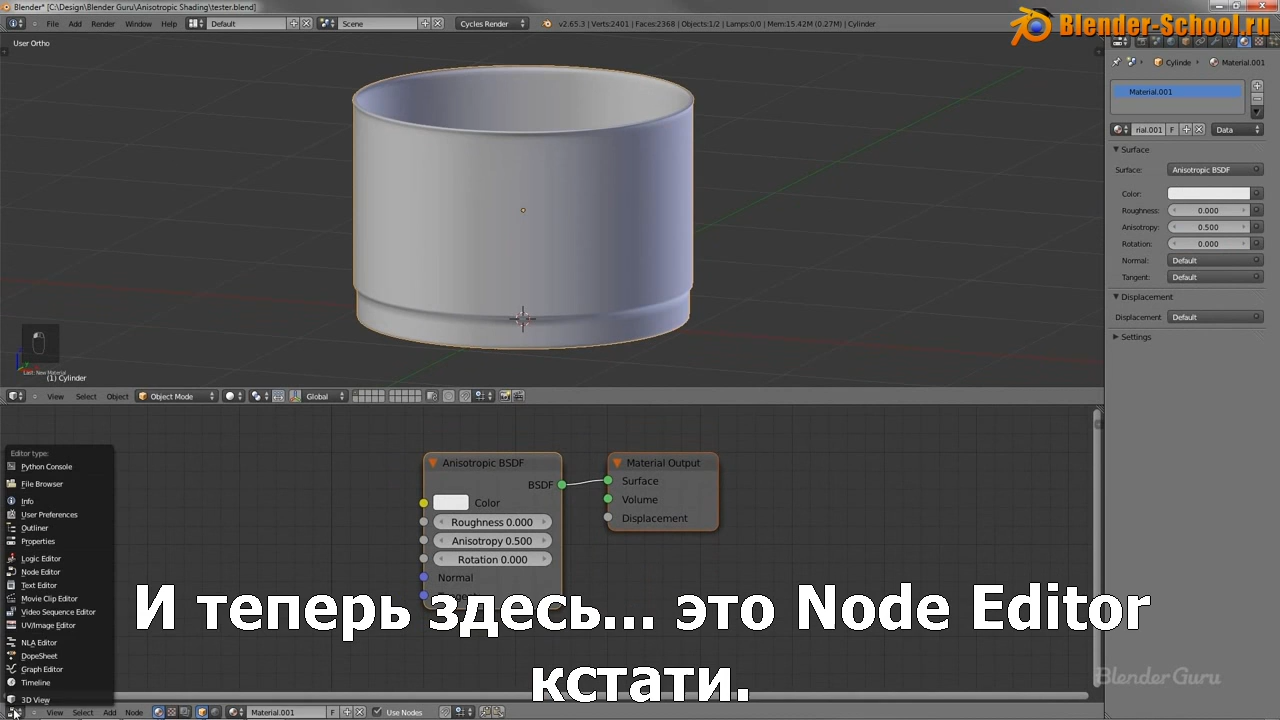 Blender* [C:\Design\Blender Guru\Anisotropic Shading\tester.blend]
File Add Render Window Help Default Scene Cycles Render v2.65.3 | Verts:2401 | Faces:2368 | Objects:1/2 | Lamps:0/0 | Mem:15.42M (0.27M) | Cylinder
Blender-School.ru
User Ortho
Cylinde Material.001
Material.001
rial.001 F Data
Surface
Surface: Anisotropic BSDF
Color:
Roughness: 0.000
Anisotropy: 0.500
Rotation: 0.000
Normal: Default
Tangent: Default
Displacement
Displacement Default
Settings
Last: New Material
(1) Cylinder
View Select Object Object Mode Global
Editor type:
Python Console
File Browser
Info
User Preferences
Outliner
Properties
Logic Editor
Node Editor
Text Editor
Movie Clip Editor
Video Sequence Editor
UV/Image Editor
NLA Editor
DopeSheet
Graph Editor
Timeline
3D View
Anisotropic BSDF
BSDF
Color
Roughness 0.000
Anisotropy 0.500
Rotation 0.000
Normal
Material Output
Surface
Volume
Displacement
И теперь здесь... это Node Editor
кстати.
BlenderGuru
View Select Add Node Material.001 F Use Nodes